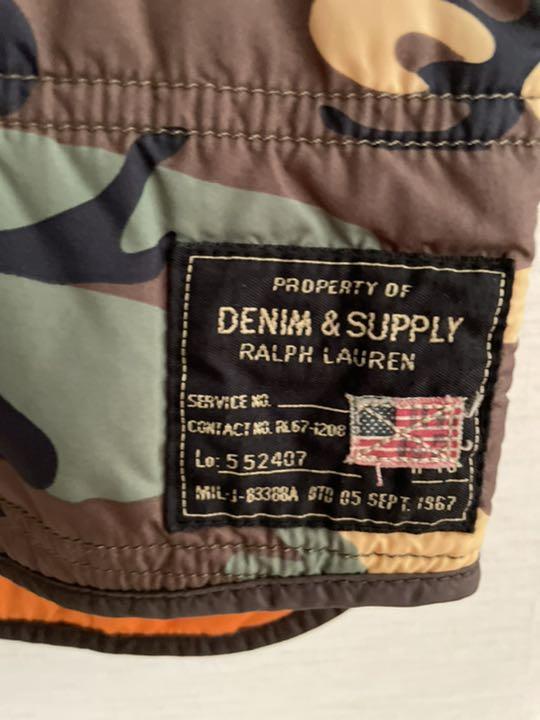 PROPERTY OF
DENIM & SUPPLY
RALPH LAUREN
SERVICE NO.
CONTACT NO. RL67-1208
Lo: 552407
MIL-J-83388A DTD 05 SEPT. 1967